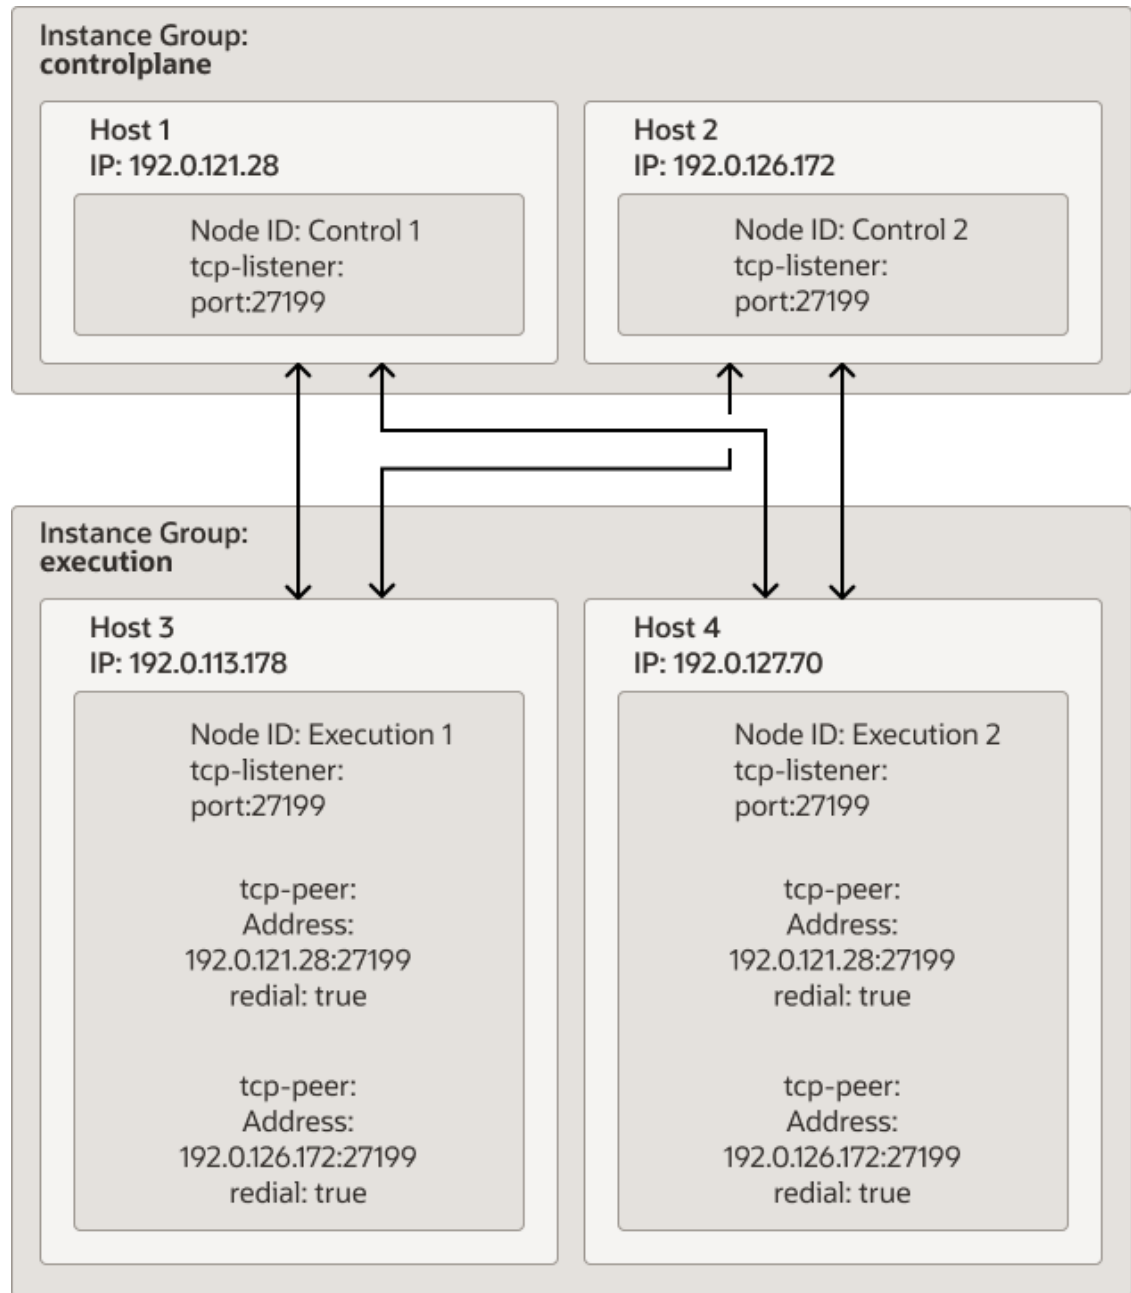 Instance Group:
controlplane
Host 1
IP: 192.0.121.28
Node ID: Control 1
tcp-listener:
port:27199
Host 2
IP: 192.0.126.172
Node ID: Control 2
tcp-listener:
port:27199
Instance Group:
execution
Host 3
IP: 192.0.113.178
Node ID: Execution 1
tcp-listener:
port:27199
tcp-peer:
Address:
192.0.121.28:27199
redial: true
tcp-peer:
Address:
192.0.126.172:27199
redial: true
Host 4
IP: 192.0.127.70
Node ID: Execution 2
tcp-listener:
port:27199
tcp-peer:
Address:
192.0.121.28:27199
redial: true
tcp-peer:
Address:
192.0.126.172:27199
redial: true